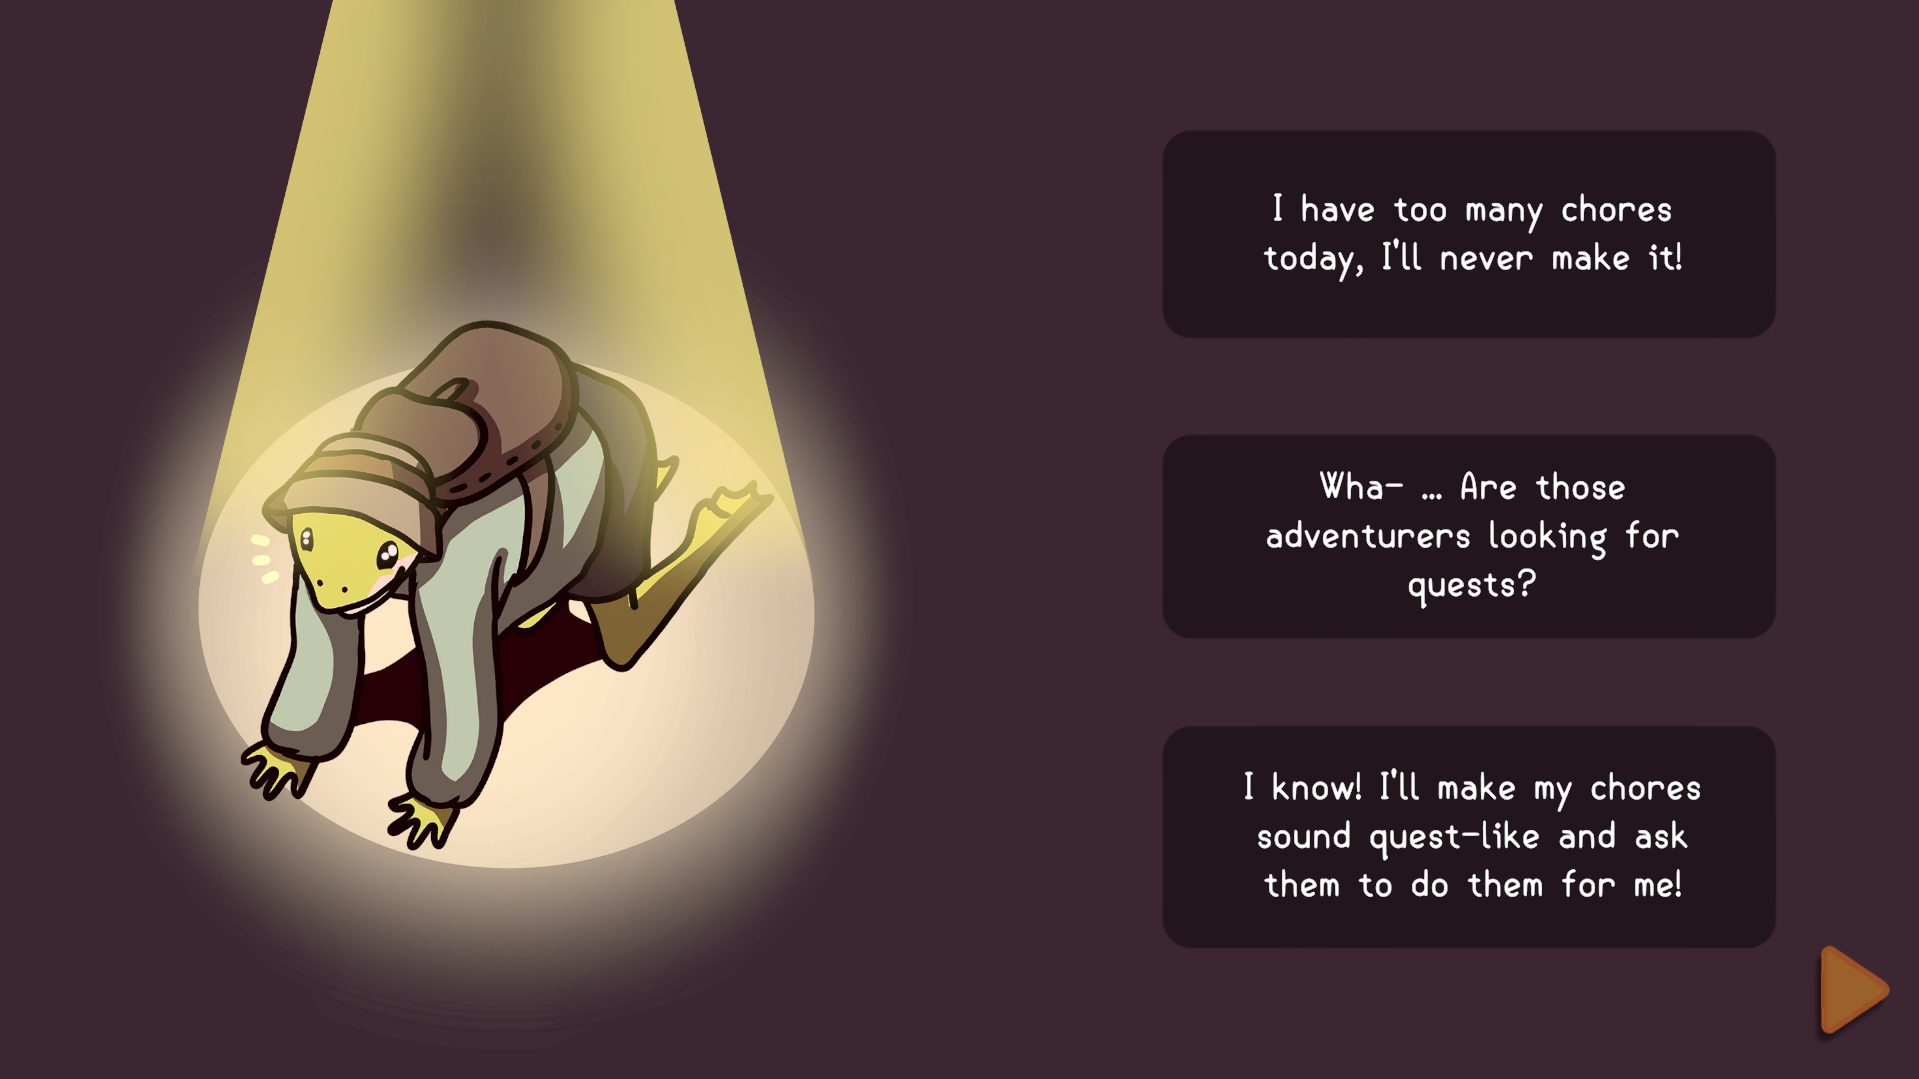 I have too many chores
today, I'll never make it!
Wha- ... Are those
adventurers looking for
quests?
I know! I'll make my chores
sound quest-like and ask
them to do them for me!